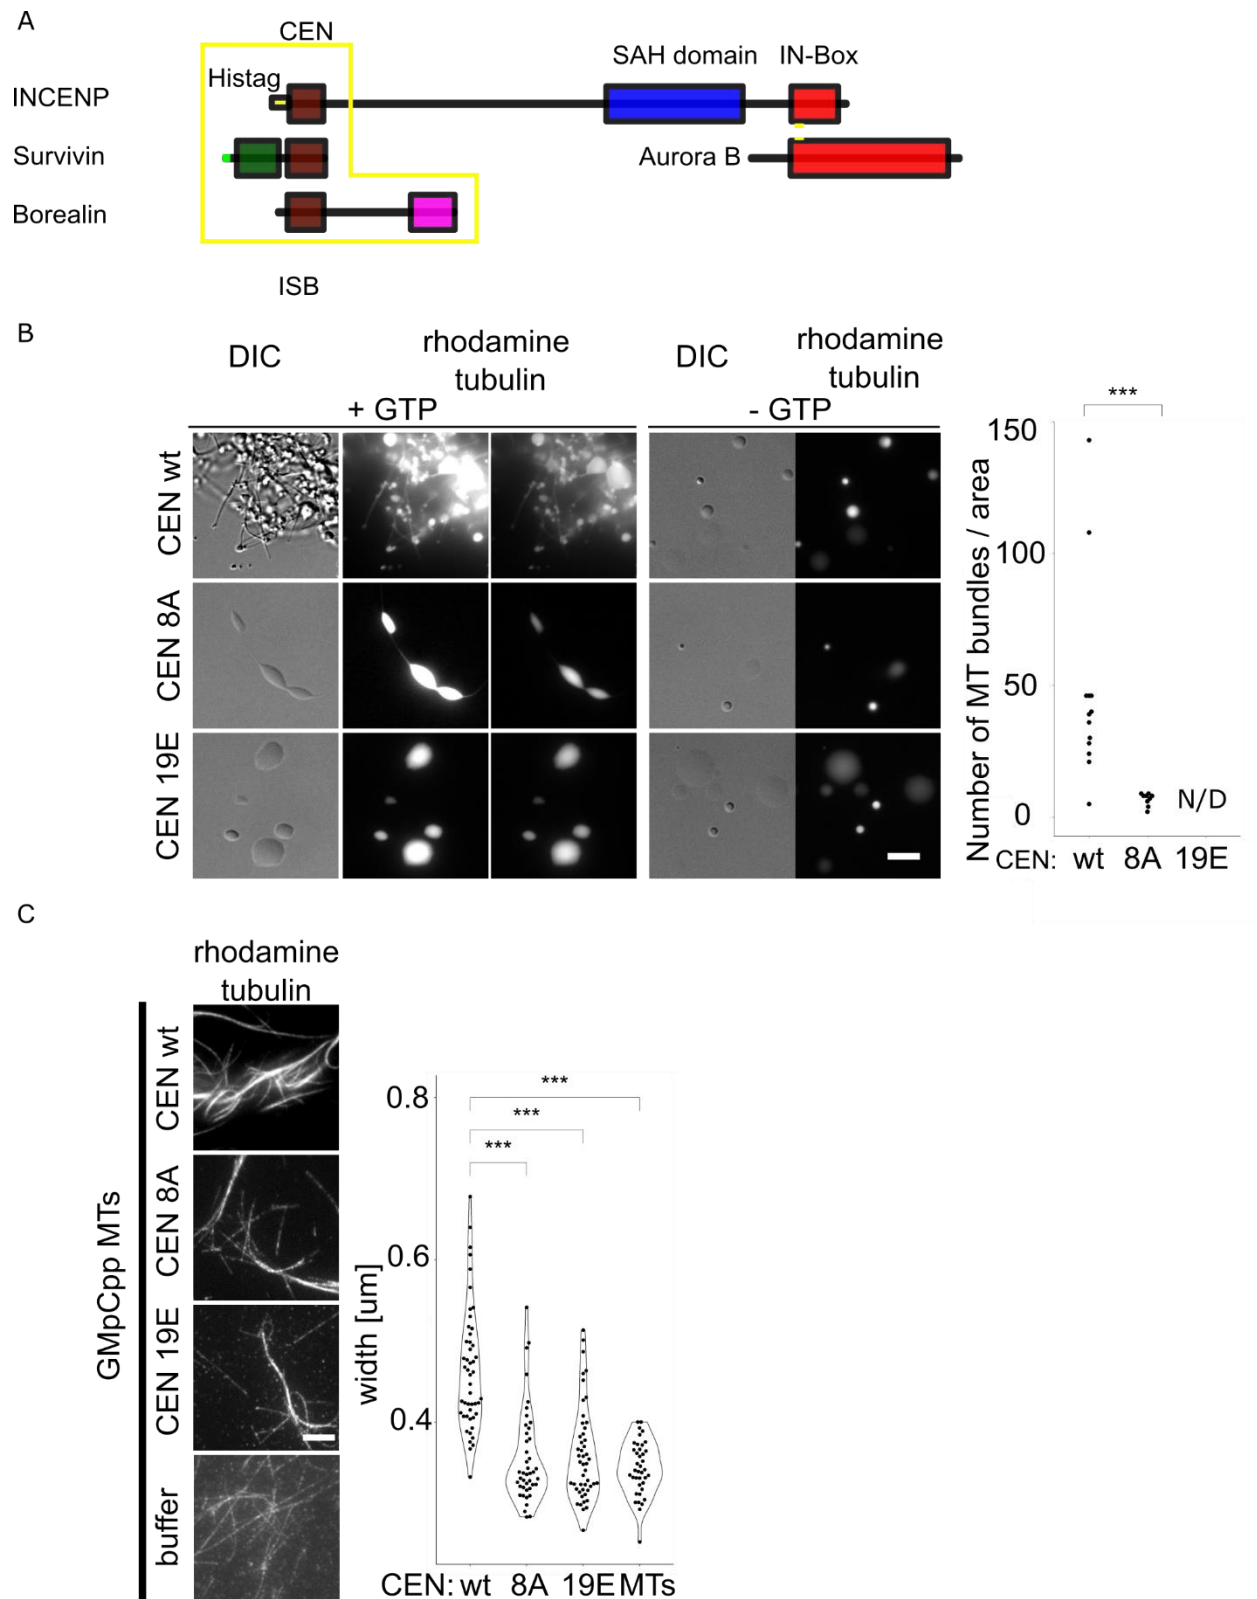 A
CEN
Histag
SAH domain
IN-Box
INCENP
Survivin
Aurora B
Borealin
ISB
B
DIC
rhodamine
tubulin
DIC
rhodamine
tubulin
+ GTP
- GTP
CEN wt
CEN 8A
CEN 19E
***
Number of MT bundles / area
150
100
50
0
N/D
CEN: wt 8A 19E
C
rhodamine
tubulin
GMpCpp MTs
CEN wt
CEN 8A
CEN 19E
buffer
***
***
***
width [um]
0.8
0.6
0.4
CEN: wt 8A 19E MTs